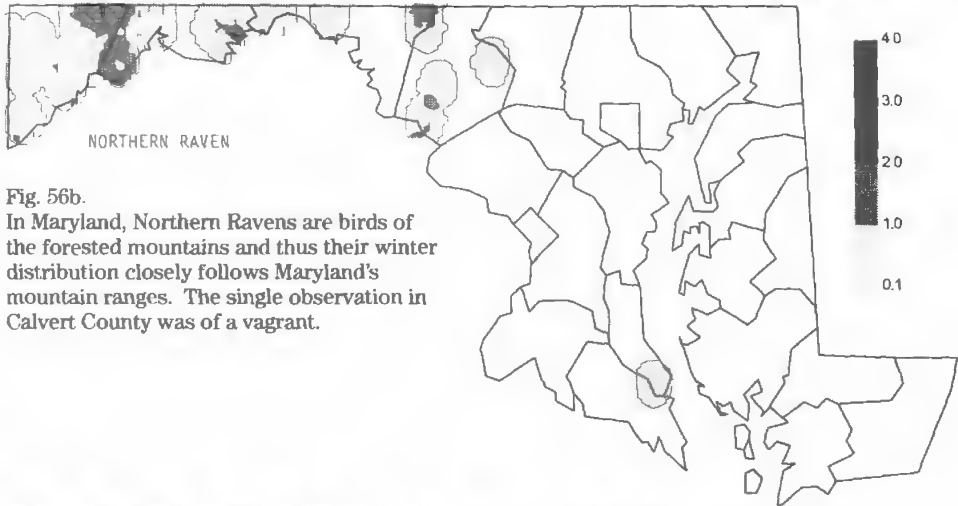 4.0
3.0
2.0
1.0
0.1
NORTHERN RAVEN
Fig. 56b.
In Maryland, Northern Ravens are birds of
the forested mountains and thus their winter
distribution closely follows Maryland's
mountain ranges. The single observation in
Calvert County was of a vagrant.